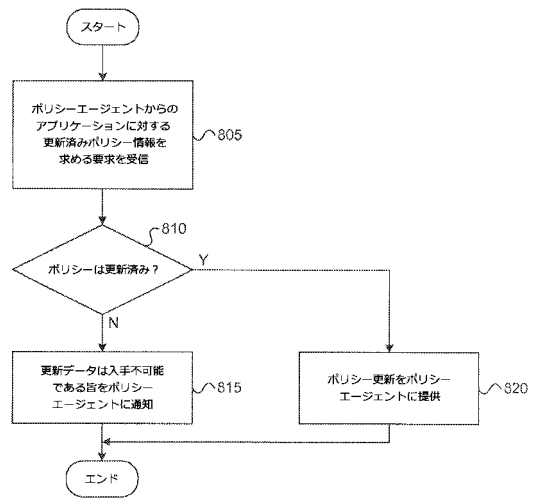 スタート
ポリシーエージェントからの
アプリケーションに対する
更新済みポリシー情報を
求める要求を受信
805
810
ポリシーは更新済み？
Y
N
更新データは入手不可能
である旨をポリシー
エージェントに通知
815
ポリシー更新をポリシー
エージェントに提供
820
エンド